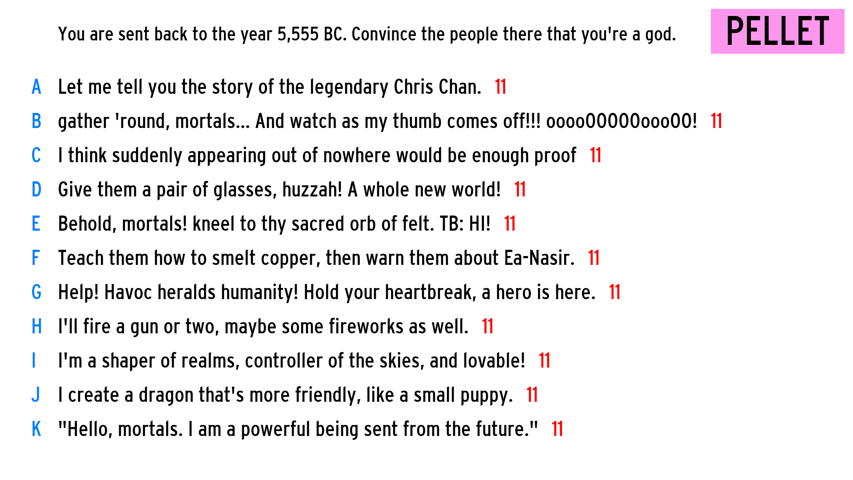 You are sent back to the year 5,555 BC. Convince the people there that you're a god.
PELLET
A Let me tell you the story of the legendary Chris Chan. 11
B gather 'round, mortals... And watch as my thumb comes off!!! oooo00000ooo00! 11
C I think suddenly appearing out of nowhere would be enough proof 11
D Give them a pair of glasses, huzzah! A whole new world! 11
E Behold, mortals! kneel to thy sacred orb of felt. TB: HI! 11
F Teach them how to smelt copper, then warn them about Ea-Nasir. 11
G Help! Havoc heralds humanity! Hold your heartbreak, a hero is here. 11
H I'll fire a gun or two, maybe some fireworks as well. 11
I I'm a shaper of realms, controller of the skies, and lovable! 11
J I create a dragon that's more friendly, like a small puppy. 11
K "Hello, mortals. I am a powerful being sent from the future." 11